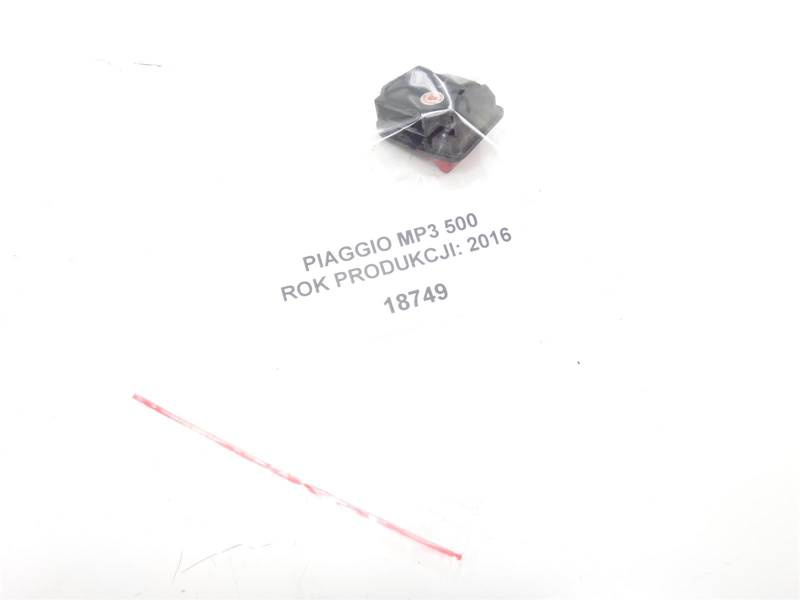 PIAGGIO MP3 500
ROK PRODUKCJI: 2016
18749